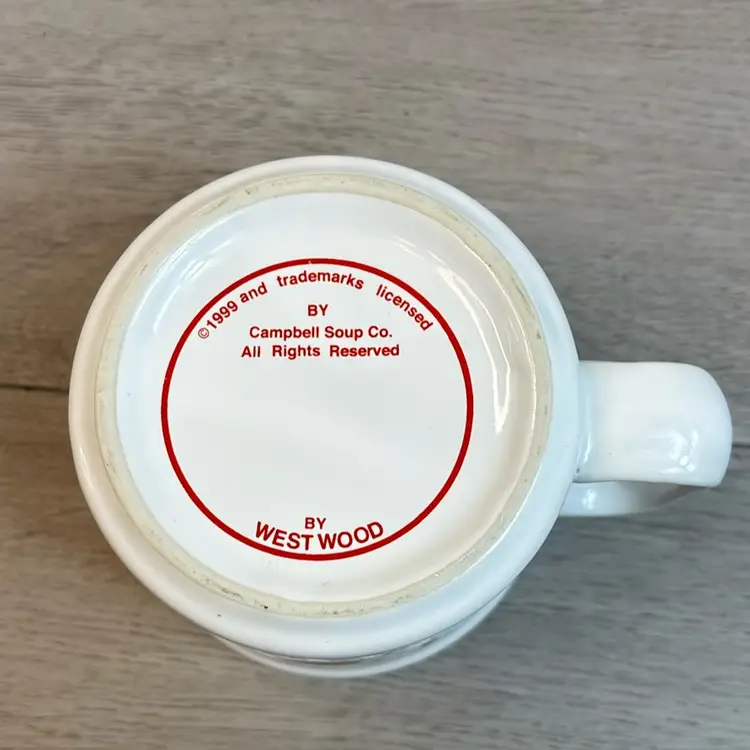 ©1999 and trademarks licensed
BY
Campbell Soup Co.
All Rights Reserved
BY
WEST WOOD